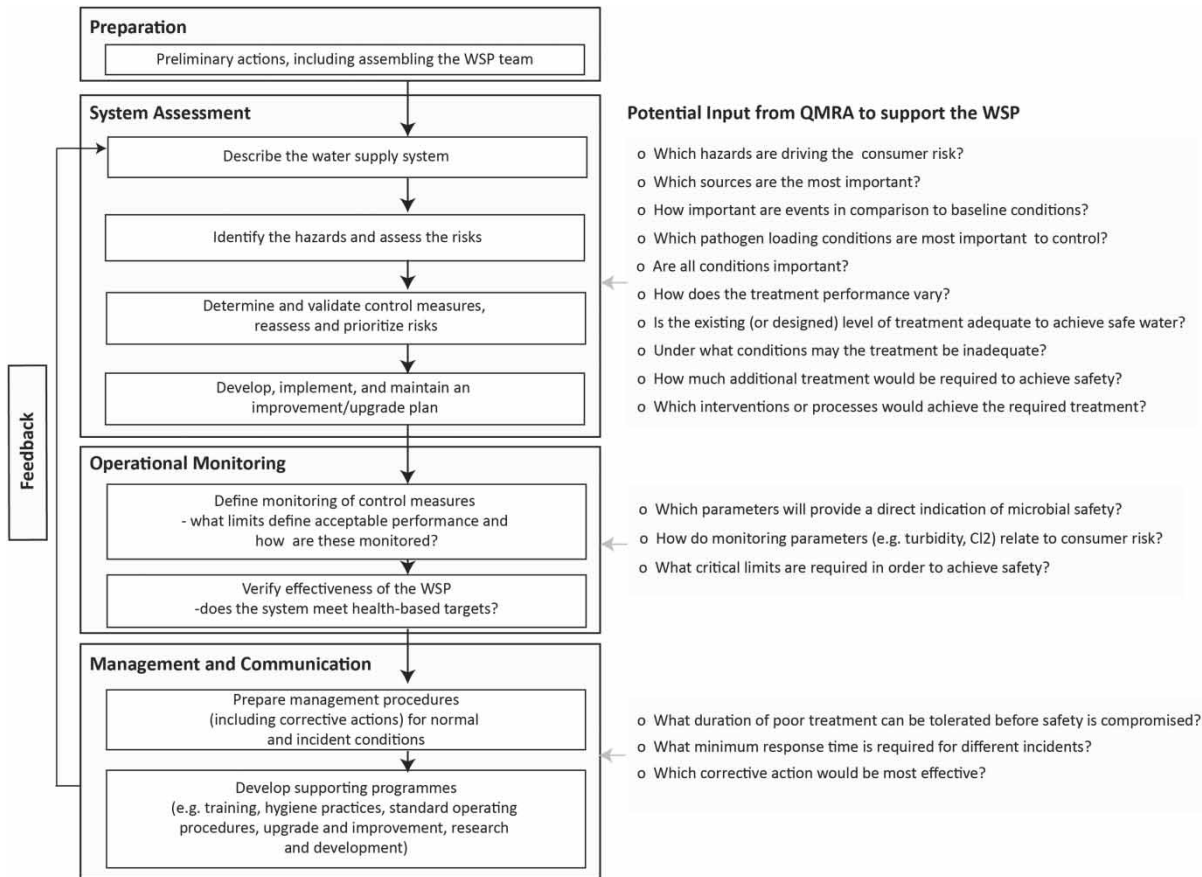 Preparation
Preliminary actions, including assembling the WSP team
System Assessment
Describe the water supply system
Identify the hazards and assess the risks
Determine and validate control measures,
reassess and prioritize risks
Develop, implement, and maintain an
improvement/upgrade plan
Potential Input from QMRA to support the WSP
o Which hazards are driving the consumer risk?
o Which sources are the most important?
o How important are events in comparison to baseline conditions?
o Which pathogen loading conditions are most important to control?
o Are all conditions important?
o How does the treatment performance vary?
o Is the existing (or designed) level of treatment adequate to achieve safe water?
o Under what conditions may the treatment be inadequate?
o How much additional treatment would be required to achieve safety?
o Which interventions or processes would achieve the required treatment?
Feedback
Operational Monitoring
Define monitoring of control measures
- what limits define acceptable performance and
how are these monitored?
Verify effectiveness of the WSP
-does the system meet health-based targets?
o Which parameters will provide a direct indication of microbial safety?
o How do monitoring parameters (e.g. turbidity, Cl2) relate to consumer risk?
o What critical limits are required in order to achieve safety?
Management and Communication
Prepare management procedures
(including corrective actions) for normal
and incident conditions
Develop supporting programmes
(e.g. training, hygiene practices, standard operating
procedures, upgrade and improvement, research
and development)
o What duration of poor treatment can be tolerated before safety is compromised?
o What minimum response time is required for different incidents?
o Which corrective action would be most effective?